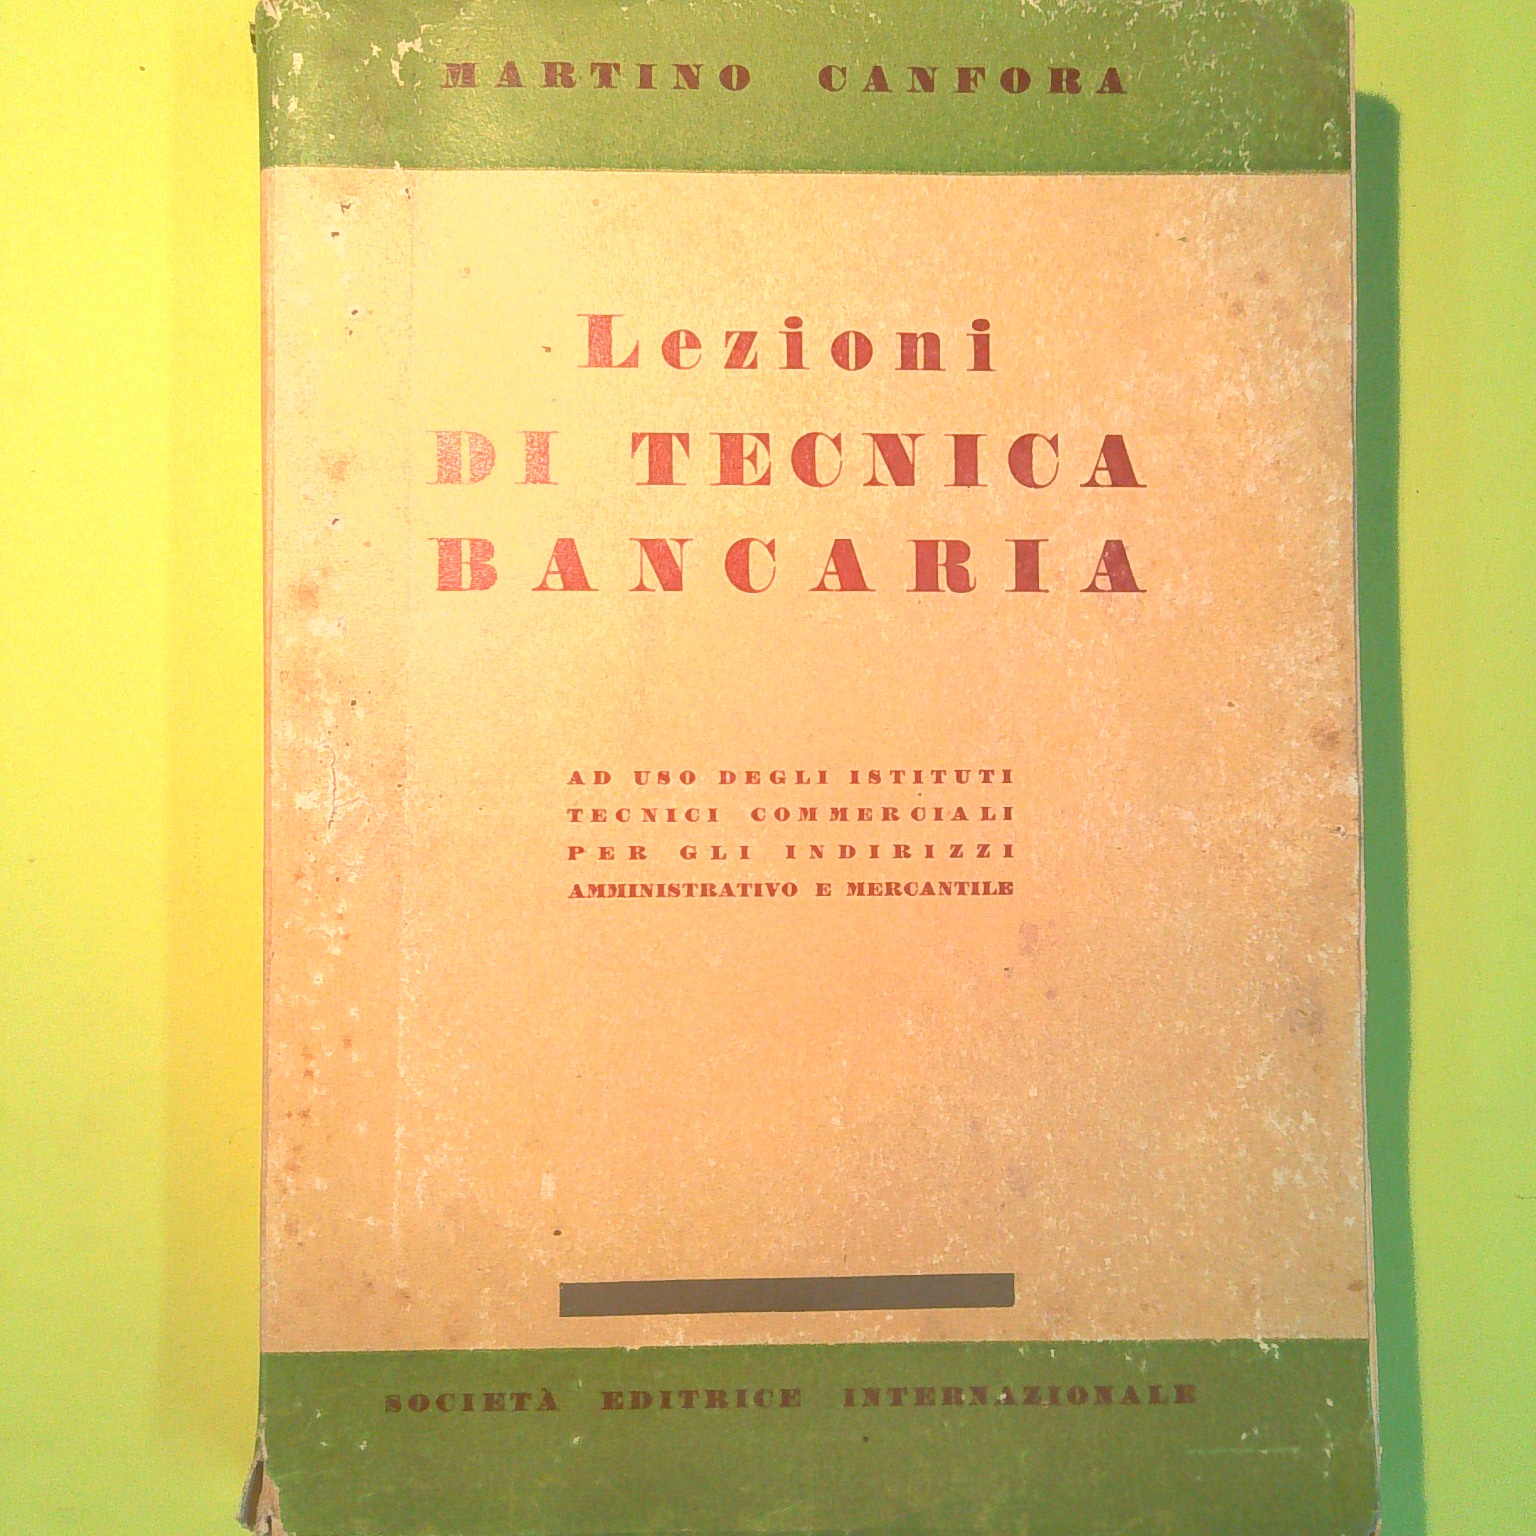 MARTINO CANFORA
Lezioni
DI TECNICA
BANCARIA
AD USO DEGLI ISTITUTI
TECNICI COMMERCIALI
PER GLI INDIRIZZI
AMMINISTRATIVO E MERCANTILE
SOCIETÀ EDITRICE INTERNAZIONALE